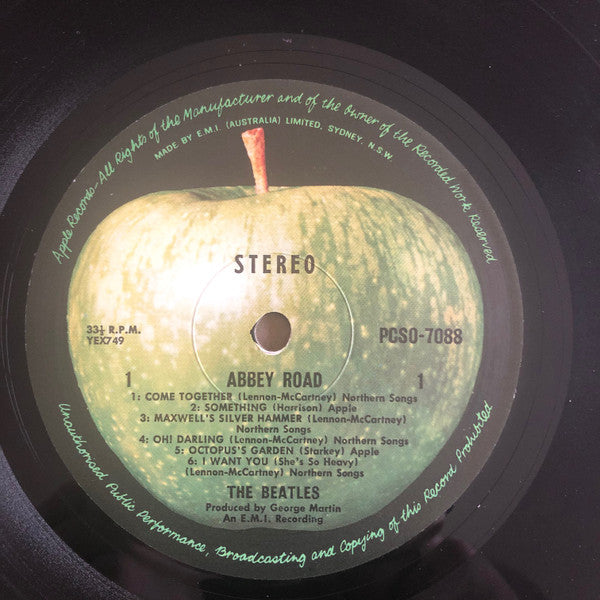 Apple Records - All Rights of the Manufacturer and of the Owner of the Recorded Work Reserved
MADE BY E.M.I. (AUSTRALIA) LIMITED, SYDNEY, N.S.W.
STEREO
33⅓ R.P.M.
YEX749
PCSO-7088
1 ABBEY ROAD 1
1: COME TOGETHER (Lennon-McCartney) Northern Songs
2: SOMETHING (Harrison) Apple
3: MAXWELL'S SILVER HAMMER (Lennon-McCartney)
Northern Songs
4: OH! DARLING (Lennon-McCartney) Northern Songs
5: OCTOPUS'S GARDEN (Starkey) Apple
6: I WANT YOU (She's So Heavy)
(Lennon-McCartney) Northern Songs
THE BEATLES
Produced by George Martin
An E.M.I. Recording
Unauthorised Public Performance, Broadcasting and Copying of this Record Prohibited